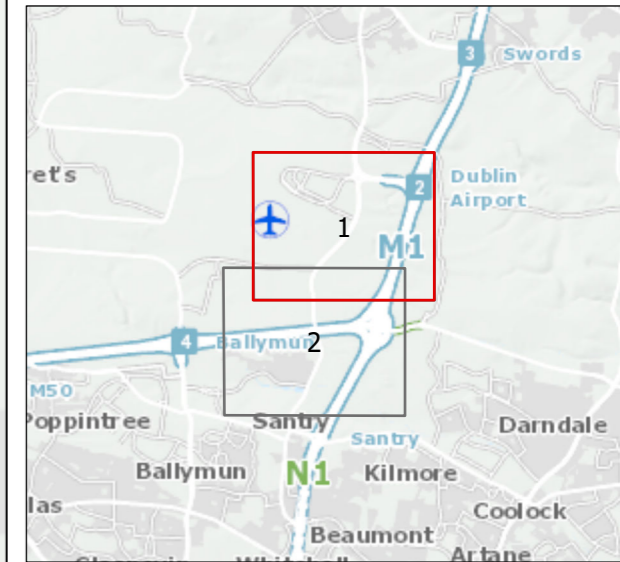 3
Swords
ret's
2
Dublin
Airport
1
M1
4
Ballymun
2
M50
Poppintree
Santry
Santry
Darndale
Ballymun
N1
Kilmore
las
Coolock
Beaumont
Artane